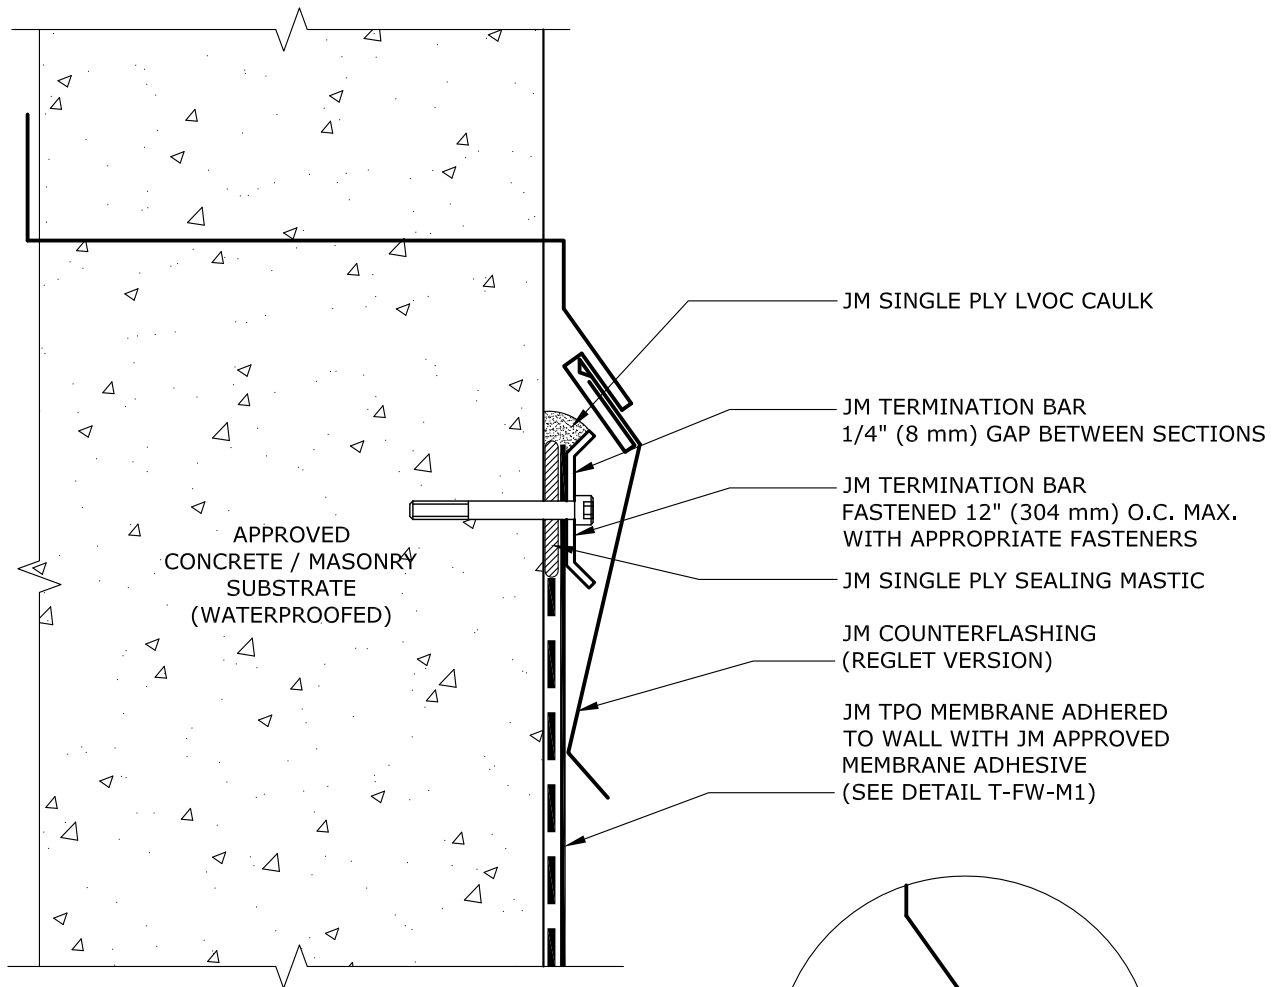 JM SINGLE PLY LVOC CAULK
JM TERMINATION BAR
1/4" (8 mm) GAP BETWEEN SECTIONS
JM TERMINATION BAR
FASTENED 12" (304 mm) O.C. MAX.
WITH APPROPRIATE FASTENERS
JM SINGLE PLY SEALING MASTIC
JM COUNTERFLASHING
(REGLET VERSION)
JM TPO MEMBRANE ADHERED
TO WALL WITH JM APPROVED
MEMBRANE ADHESIVE
(SEE DETAIL T-FW-M1)
APPROVED
CONCRETE / MASONRY
SUBSTRATE
(WATERPROOFED)